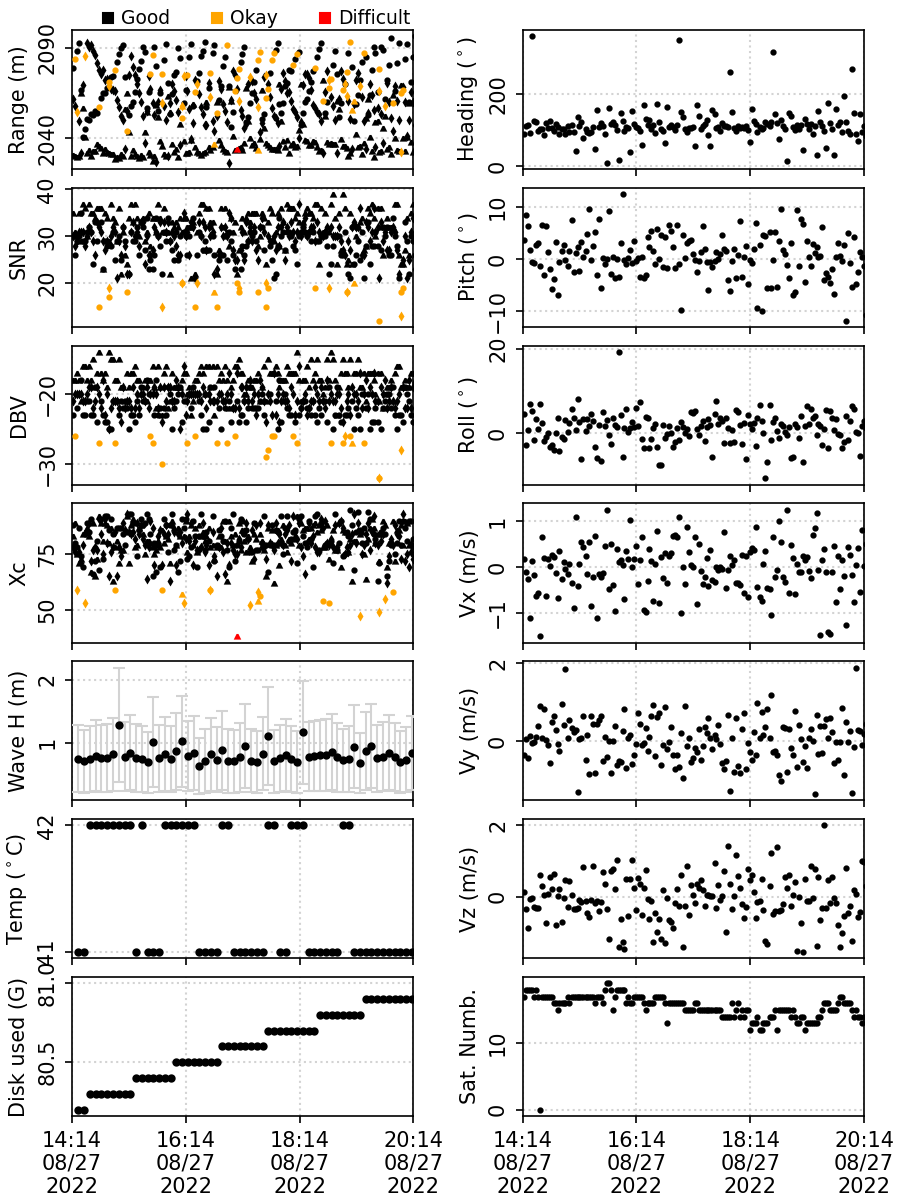 Good Okay Difficult
Range (m)
2090
2040
Heading (°)
200
0
SNR
40
30
20
Pitch (°)
10
0
−10
DBV
−20
−30
Roll (°)
20
0
Xc
75
50
Vx (m/s)
1
0
−1
Wave H (m)
2
1
Vy (m/s)
2
0
Temp (°C)
42
41
Vz (m/s)
2
0
Disk used (G)
81.0
80.5
Sat. Numb.
10
0
14:14 16:14 18:14 20:14
08/27 08/27 08/27 08/27
2022 2022 2022 2022
14:14 16:14 18:14 20:14
08/27 08/27 08/27 08/27
2022 2022 2022 2022